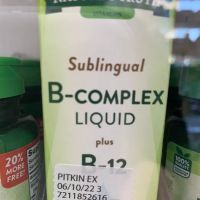 Sublingual
B-COMPLEX
LIQUID
plus
B-12
PITKIN EX
06/10/22 3
7211852616
20%
MORE
FREE!
100%